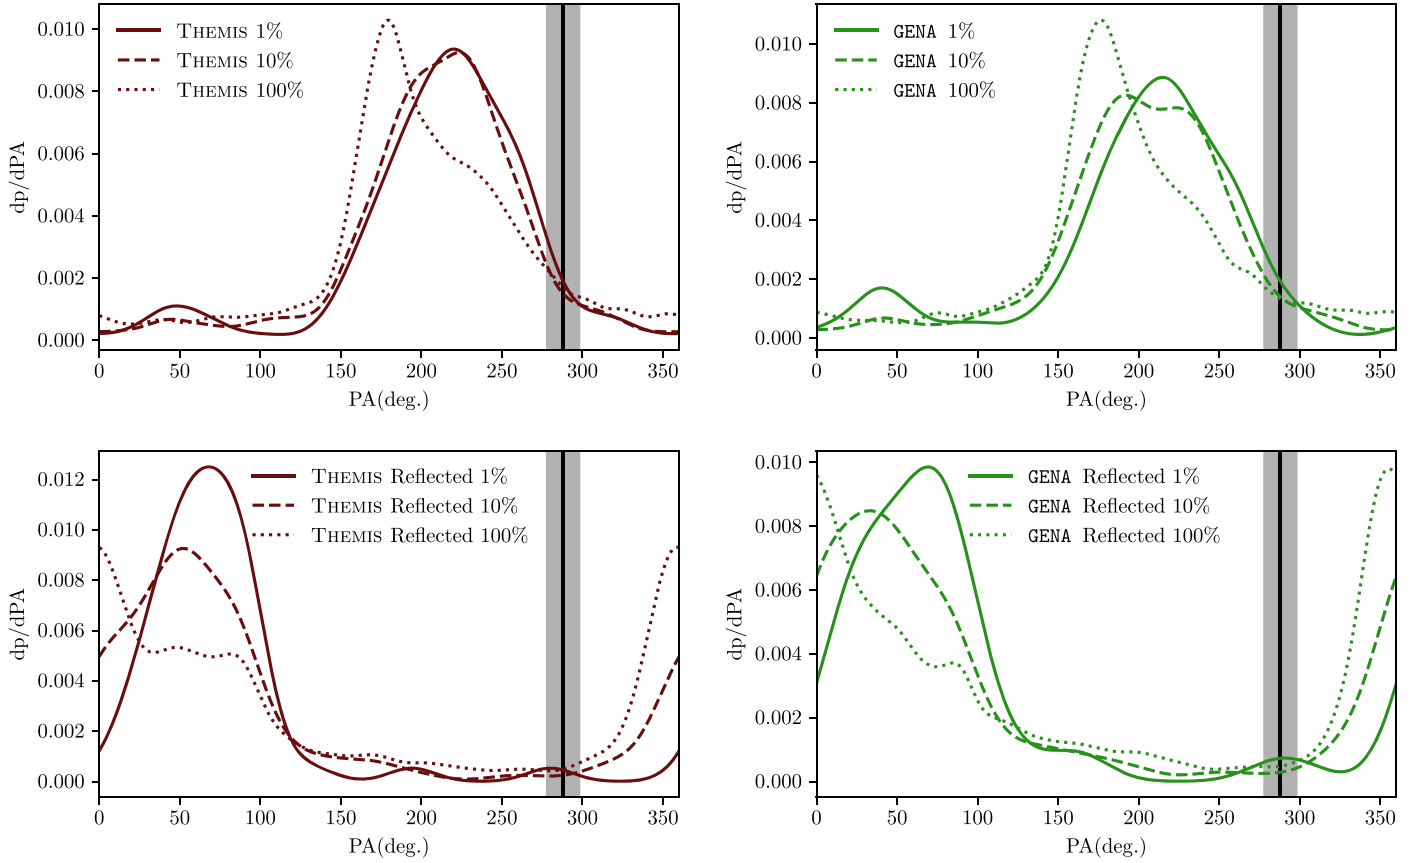 THEMIS 1%
THEMIS 10%
THEMIS 100%
0.010
0.008
0.006
0.004
0.002
0.000
dp/dPA
0 50 100 150 200 250 300 350
PA(deg.)
GENA 1%
GENA 10%
GENA 100%
0.010
0.008
0.006
0.004
0.002
0.000
dp/dPA
0 50 100 150 200 250 300 350
PA(deg.)
THEMIS Reflected 1%
THEMIS Reflected 10%
THEMIS Reflected 100%
0.012
0.010
0.008
0.006
0.004
0.002
0.000
dp/dPA
0 50 100 150 200 250 300 350
PA(deg.)
GENA Reflected 1%
GENA Reflected 10%
GENA Reflected 100%
0.010
0.008
0.006
0.004
0.002
0.000
dp/dPA
0 50 100 150 200 250 300 350
PA(deg.)